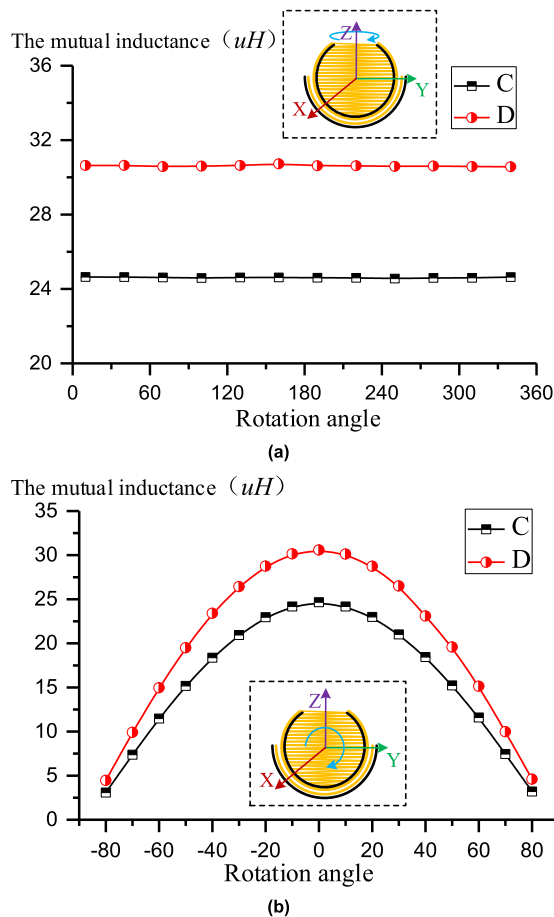 The mutual inductance（uH）
36
32
28
24
20
0 60 120 180 240 300 360
Rotation angle
Z
X
Y
C
D
(a)
The mutual inductance（uH）
35
30
25
20
15
10
5
0
-80 -60 -40 -20 0 20 40 60 80
Rotation angle
C
D
Z
X
Y
(b)